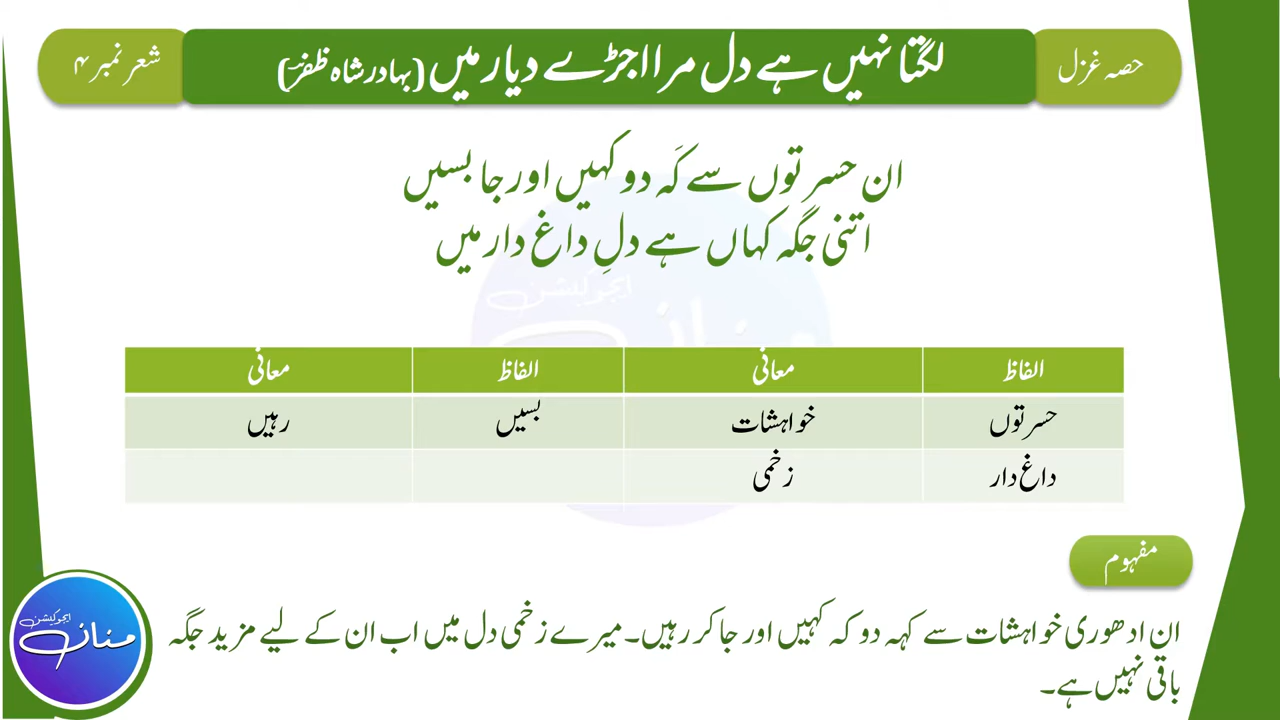 حصہ غزل
لگتا نہیں ہے دل مرا اجڑے دیار میں (بہادر شاہ ظفرؔ)
شعر نمبر ۴
ان حسرتوں سے کَہ دو کہیں اور جا بسیں
اتنی جگہ کہاں ہے دلِ داغ دار میں
الفاظ معانی الفاظ معانی
حسرتوں خواہشات بسیں رہیں
داغ دار زخمی
مفہوم
ان ادھوری خواہشات سے کہہ دو کہ کہیں اور جا کر رہیں۔ میرے زخمی دل میں اب ان کے لیے مزید جگہ
باقی نہیں ہے۔
ایجوکیشن
منان